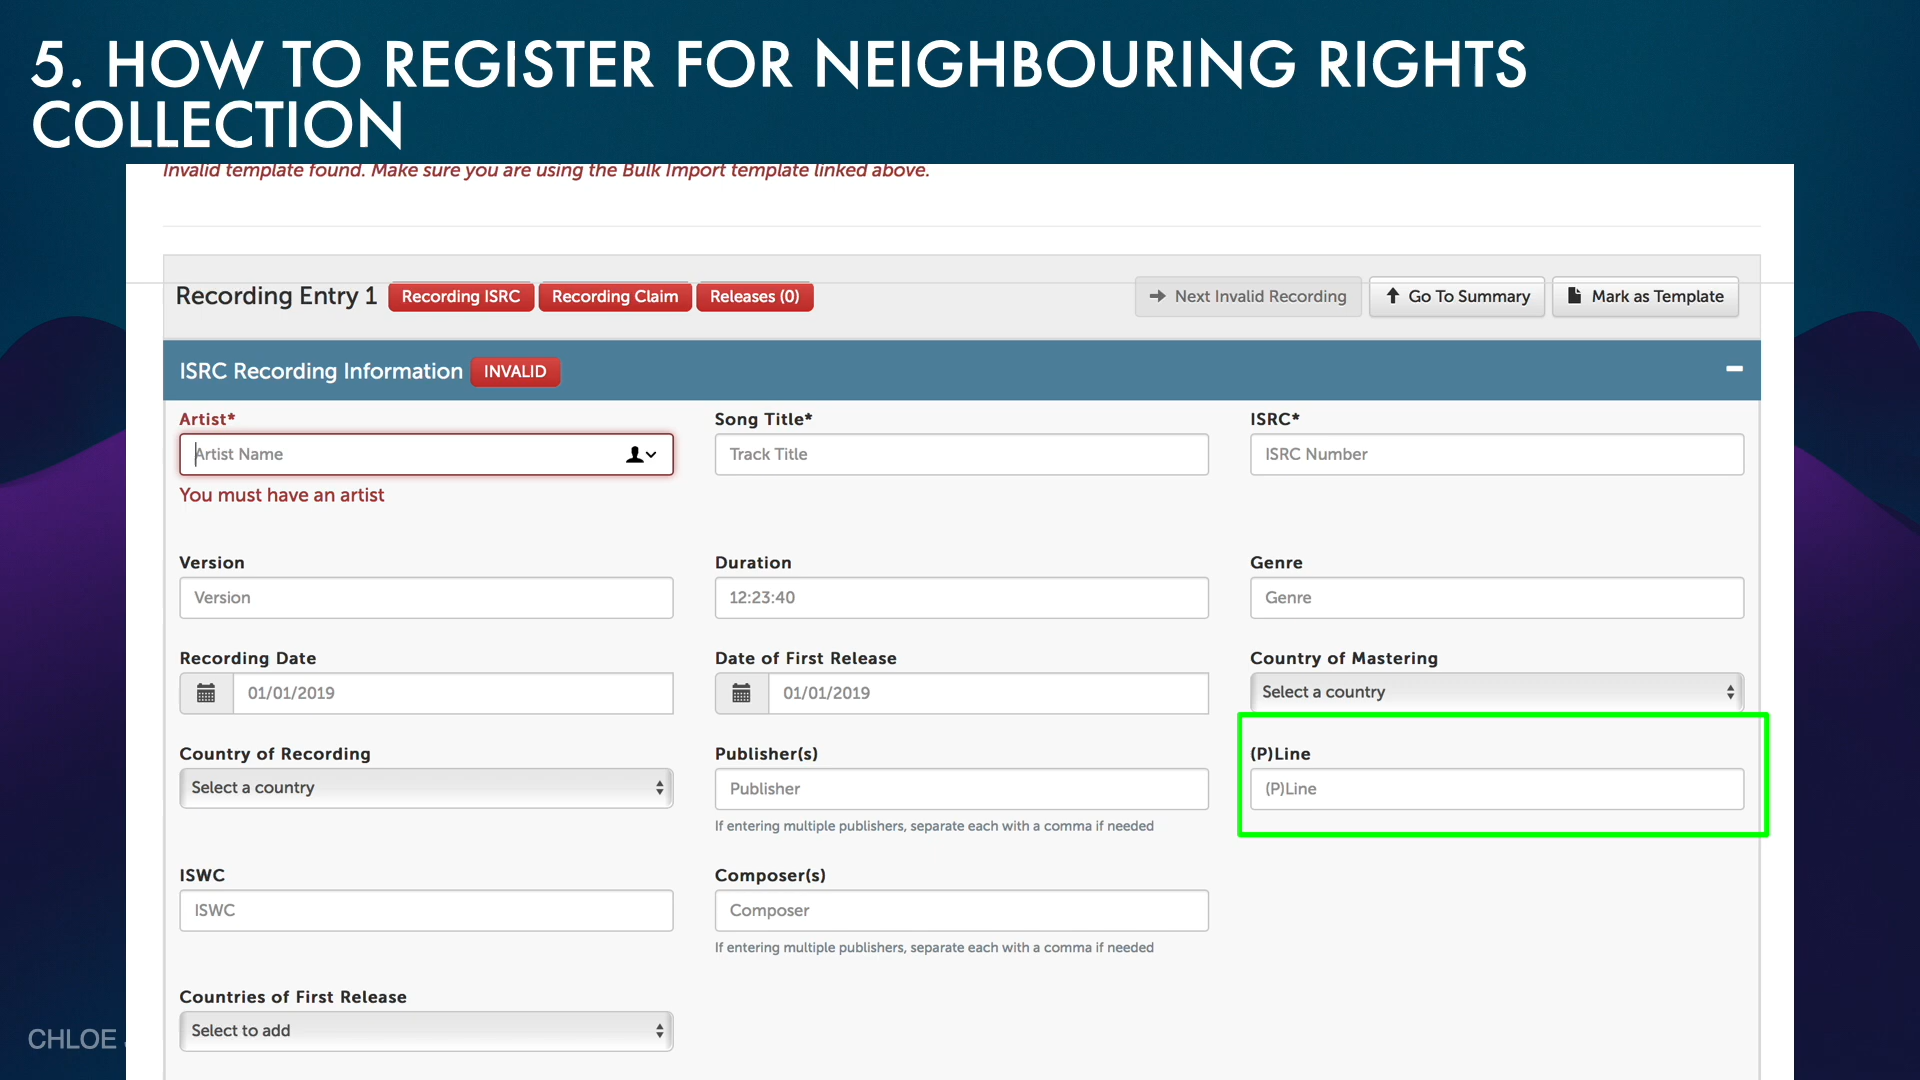 5. HOW TO REGISTER FOR NEIGHBOURING RIGHTS
COLLECTION
Invalid template found. Make sure you are using the Bulk Import template linked above.
Recording Entry 1 Recording ISRC Recording Claim Releases (0) Next Invalid Recording Go To Summary Mark as Template
ISRC Recording Information INVALID
Artist* Song Title* ISRC*
Artist Name Track Title ISRC Number
You must have an artist
Version Duration Genre
Version 12:23:40 Genre
Recording Date Date of First Release Country of Mastering
01/01/2019 01/01/2019 Select a country
Country of Recording Publisher(s) (P)Line
Select a country Publisher (P)Line
If entering multiple publishers, separate each with a comma if needed
ISWC Composer(s)
ISWC Composer
If entering multiple publishers, separate each with a comma if needed
Countries of First Release
Select to add
CHLOE